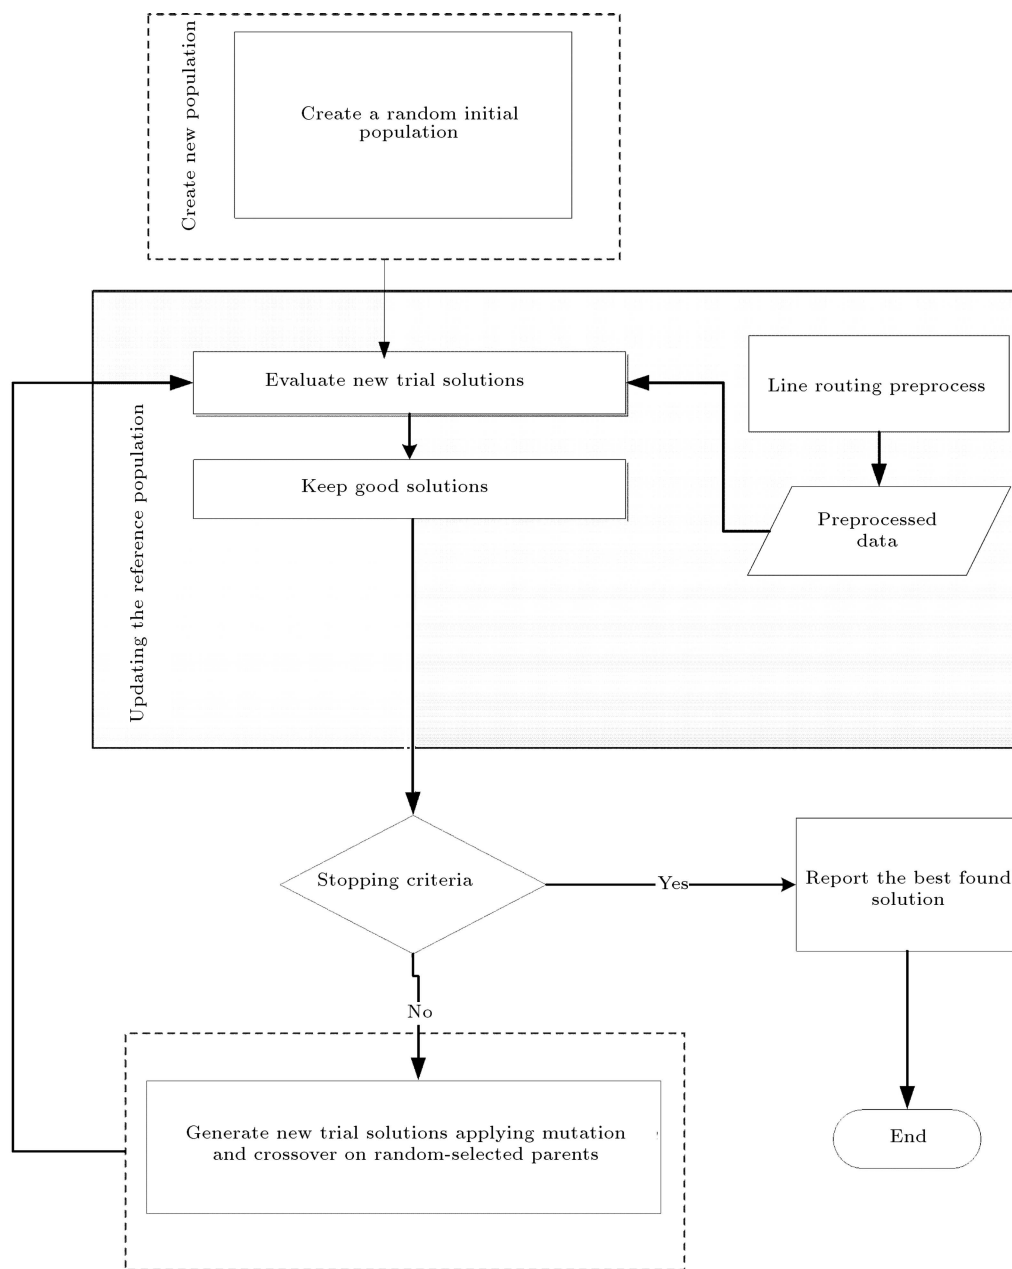 Create new population
Create a random initial
population
Evaluate new trial solutions
Line routing preprocess
Keep good solutions
Preprocessed
data
Updating the reference population
Stopping criteria
Yes
Report the best found
solution
No
Generate new trial solutions applying mutation
and crossover on random-selected parents
End